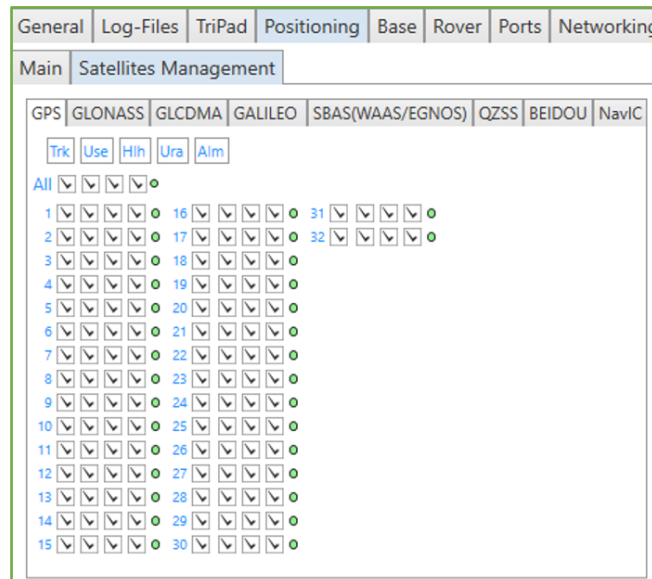 General Log-Files TriPad Positioning Base Rover Ports Networking
Main Satellites Management
GPS GLONASS GLCDMA GALILEO SBAS(WAAS/EGNOS) QZSS BEIDOU NavIC
Trk Use Hlh Ura Alm
All
1 16 31
2 17 32
3 18
4 19
5 20
6 21
7 22
8 23
9 24
10 25
11 26
12 27
13 28
14 29
15 30